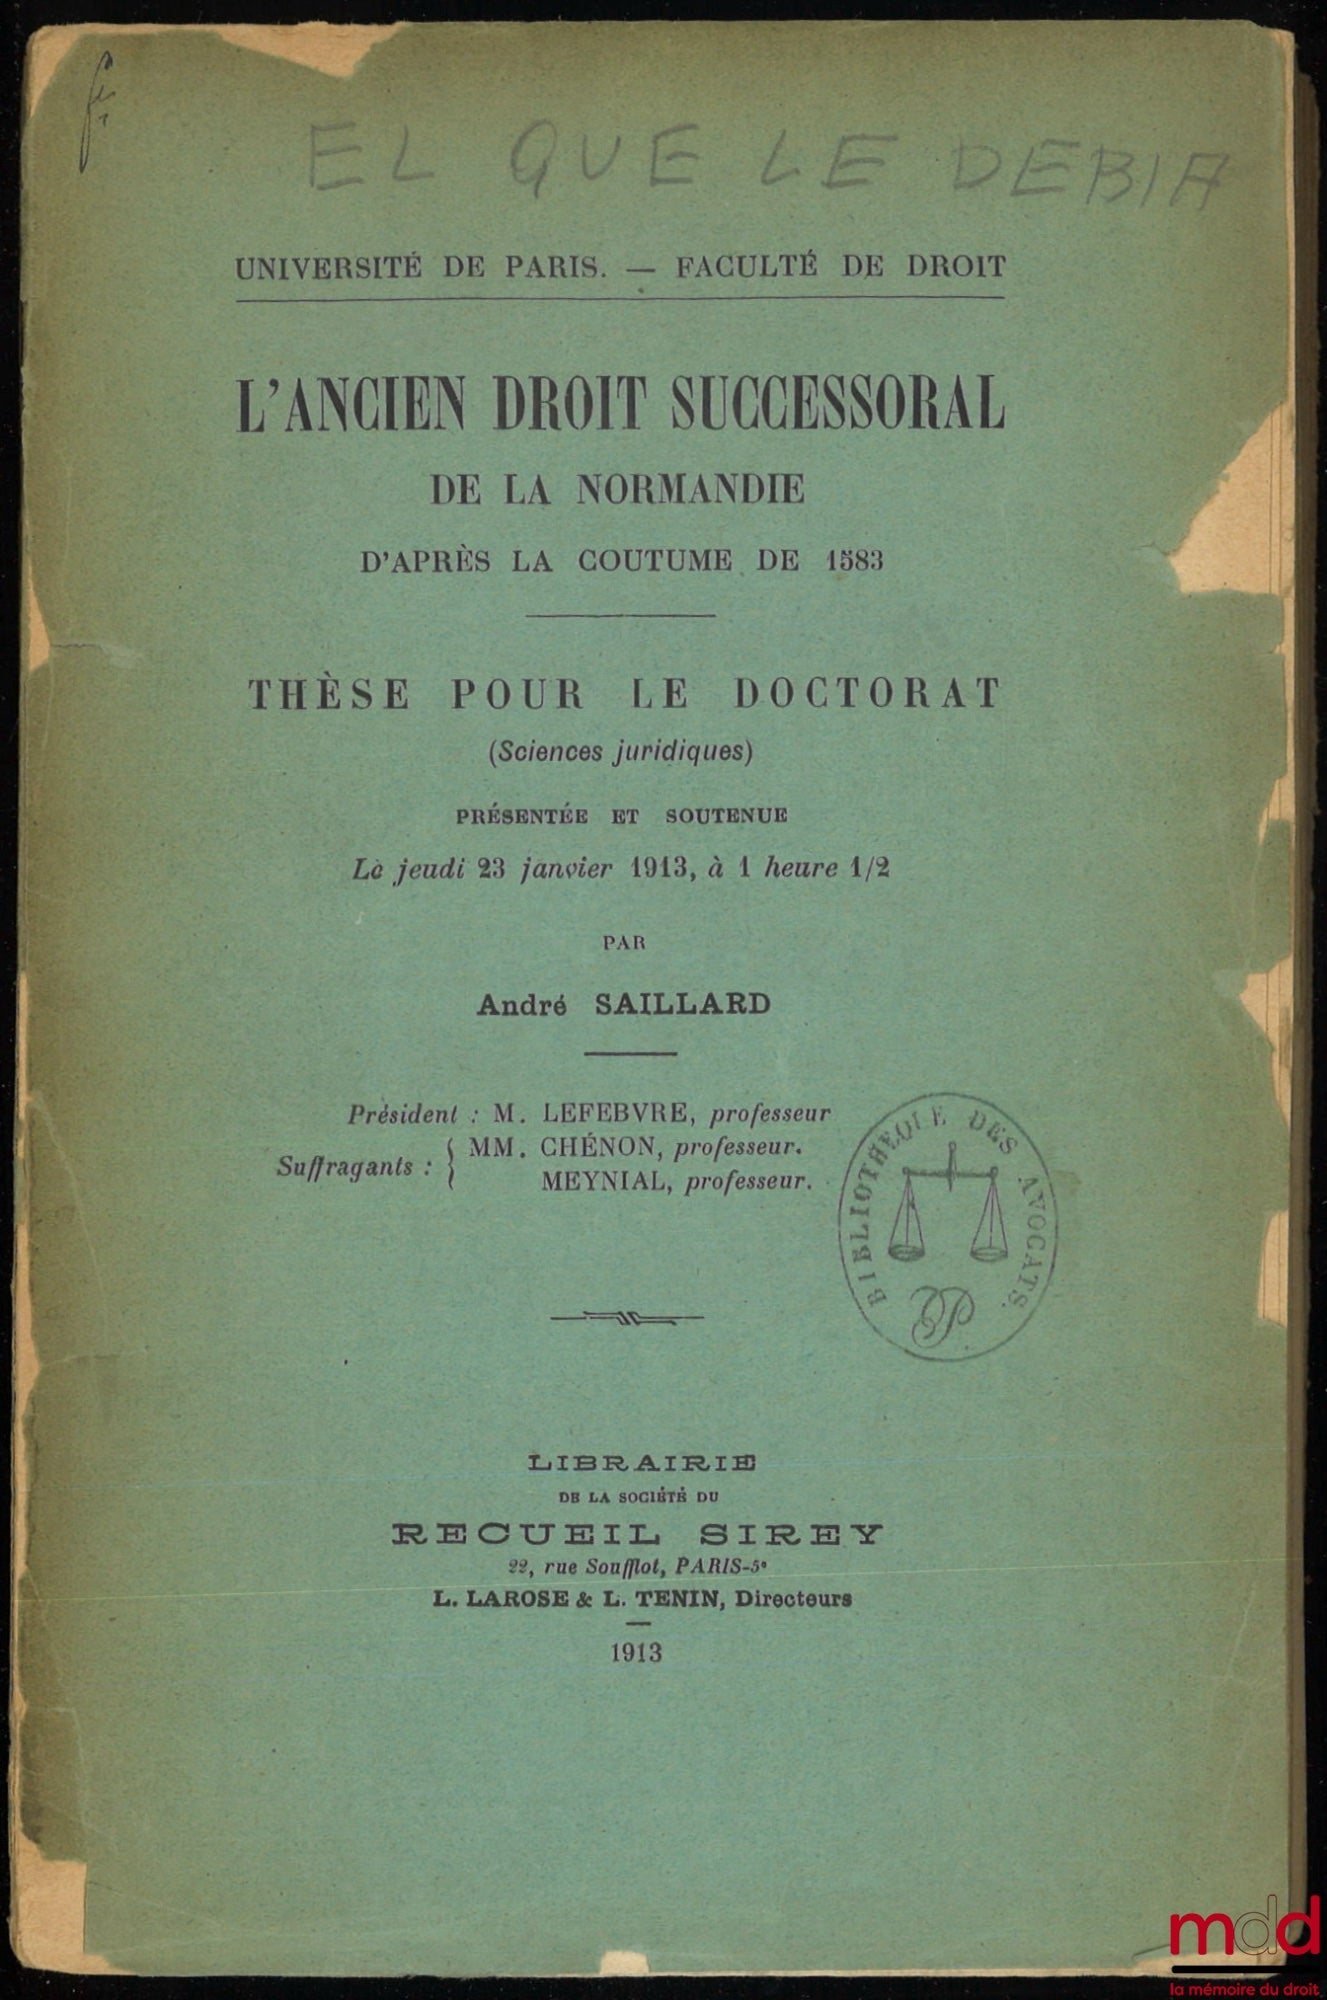 EL QUE LE DEBIA
UNIVERSITÉ DE PARIS. — FACULTÉ DE DROIT
L'ANCIEN DROIT SUCCESSORAL
DE LA NORMANDIE
D'APRÈS LA COUTUME DE 1583
THÈSE POUR LE DOCTORAT
(Sciences juridiques)
PRÉSENTÉE ET SOUTENUE
Le jeudi 23 janvier 1913, à 1 heure 1/2
PAR
André SAILLARD
Président : M. LEFEBVRE, professeur
Suffragants : { MM. CHÉNON, professeur.
MEYNIAL, professeur.
BIBLIOTHEQUE DES AVOCATS.
LIBRAIRIE
DE LA SOCIÉTÉ DU
RECUEIL SIREY
22, rue Soufflot, PARIS-5e
L. LAROSE & L. TENIN, Directeurs
1913
mdd
la mémoire du droit